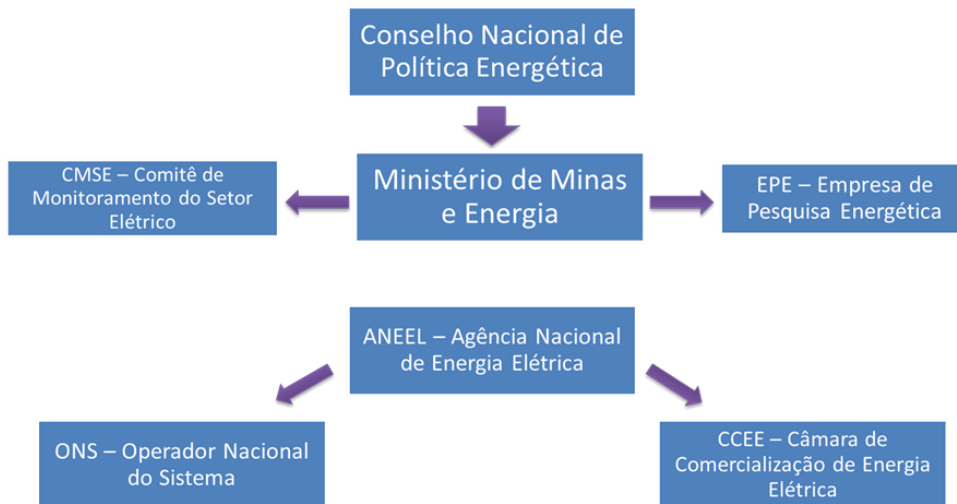 Conselho Nacional de
Política Energética
CMSE – Comitê de
Monitoramento do Setor
Elétrico
Ministério de Minas
e Energia
EPE – Empresa de
Pesquisa Energética
ANEEL – Agência Nacional
de Energia Elétrica
ONS – Operador Nacional
do Sistema
CCEE – Câmara de
Comercialização de Energia
Elétrica